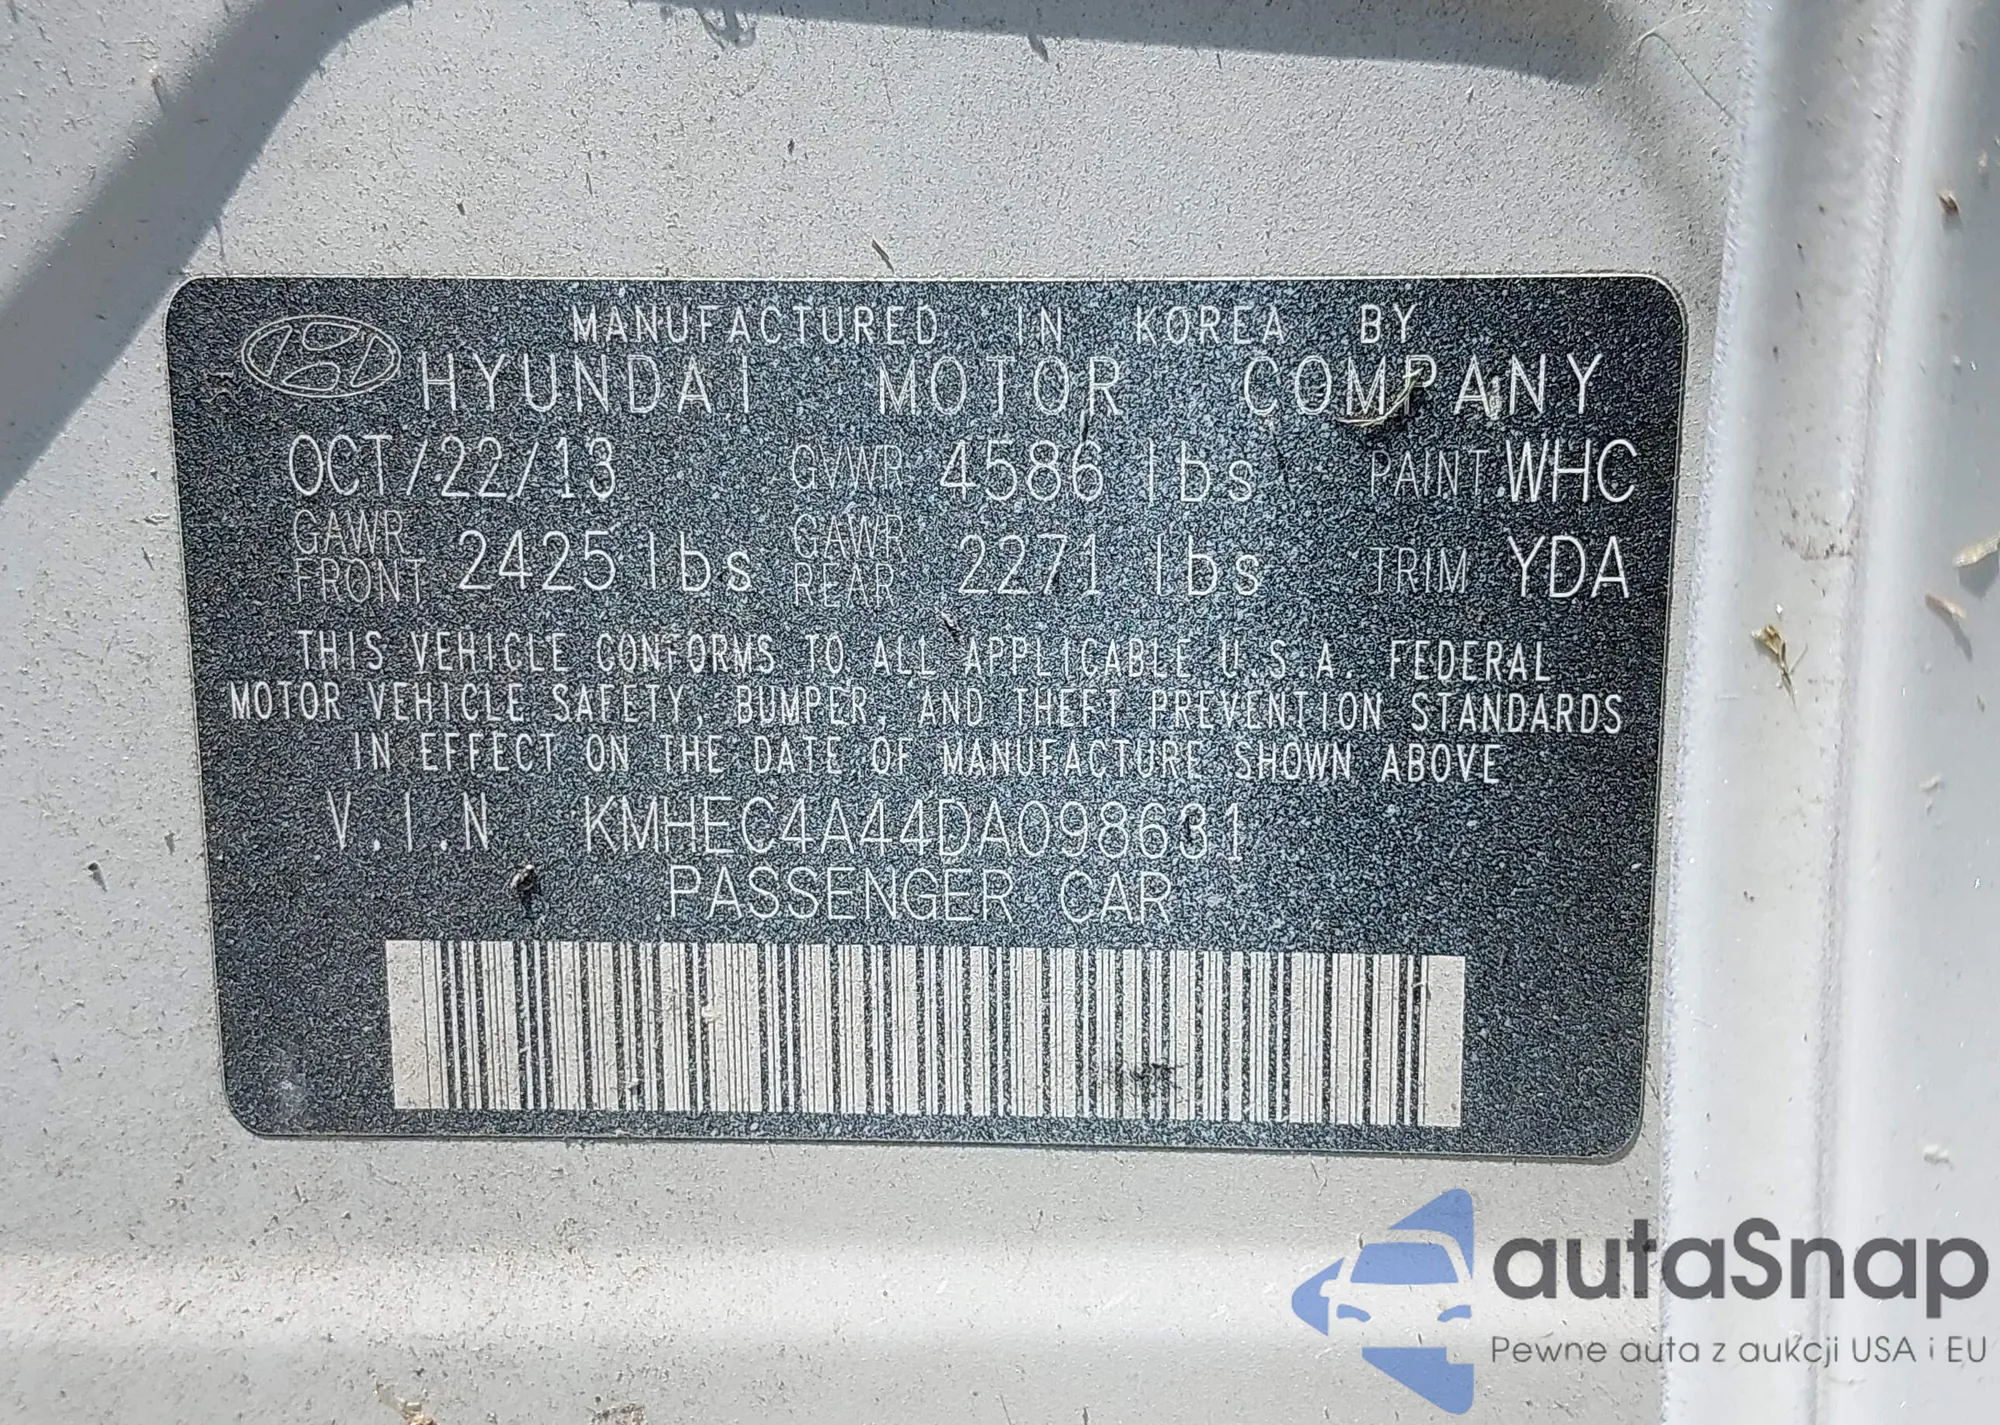 MANUFACTURED IN KOREA BY
HYUNDAI MOTOR COMPANY
OCT/22/13 GVWR 4586 lbs PAINT WHC
GAWR FRONT 2425 lbs GAWR REAR 2271 lbs TRIM YDA
THIS VEHICLE CONFORMS TO ALL APPLICABLE U.S.A. FEDERAL
MOTOR VEHICLE SAFETY, BUMPER, AND THEFT PREVENTION STANDARDS
IN EFFECT ON THE DATE OF MANUFACTURE SHOWN ABOVE
V.I.N KMHEC4A44DA098631
PASSENGER CAR
autaSnap
Pewne auta z aukcji USA i EU